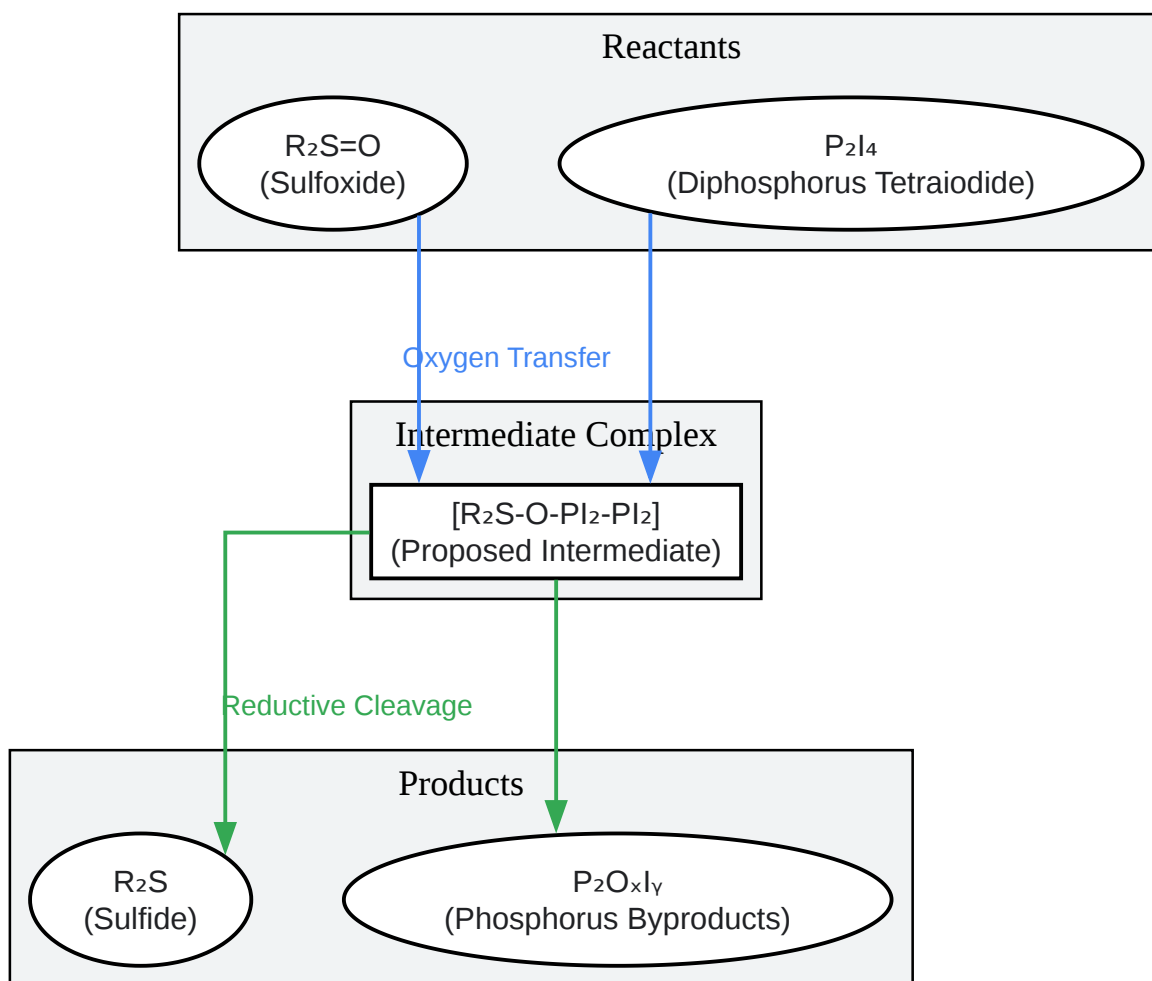 Reactants
R₂S=O
(Sulfoxide)
P₂I₄
(Diphosphorus Tetraiodide)
Oxygen Transfer
Intermediate Complex
[R₂S-O-PI₂-PI₂]
(Proposed Intermediate)
Reductive Cleavage
Products
R₂S
(Sulfide)
P₂OₓIᵧ
(Phosphorus Byproducts)